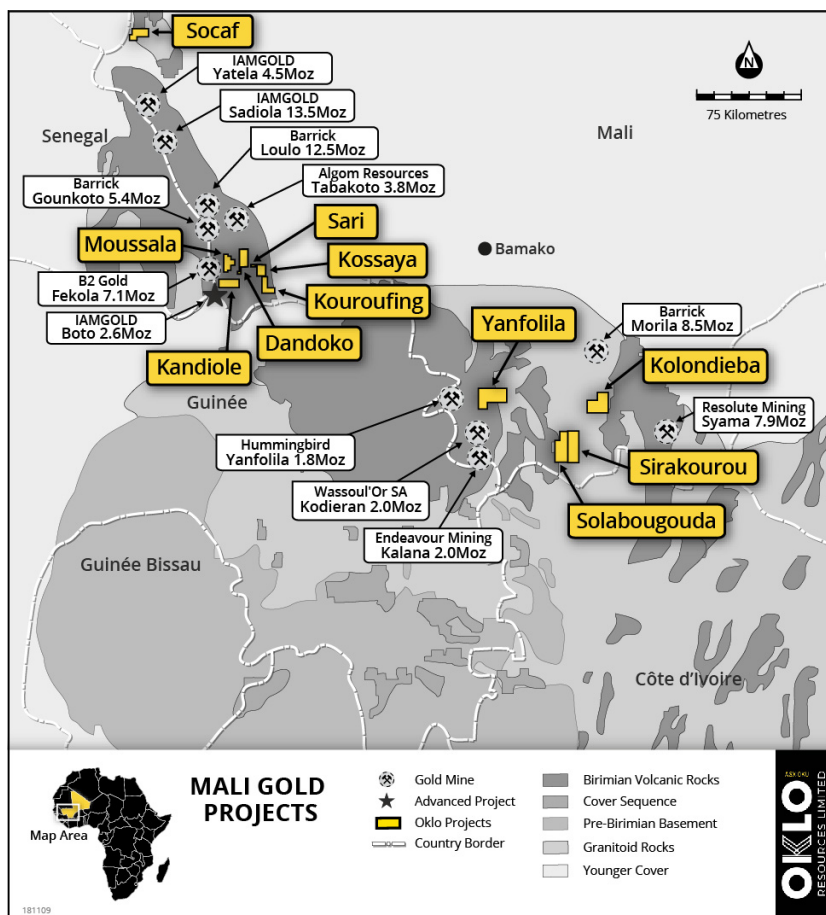 Socaf
IAMGOLD
Yatela 4.5Moz
IAMGOLD
Sadiola 13.5Moz
N
75 Kilometres
Senegal
Mali
Barrick
Loulo 12.5Moz
Algom Resources
Tabakoto 3.8Moz
Barrick
Gounkoto 5.4Moz
Sari
Moussala
Kossaya
Bamako
B2 Gold
Fekola 7.1Moz
Kouroufing
IAMGOLD
Boto 2.6Moz
Dandoko
Yanfolila
Barrick
Morila 8.5Moz
Kandiole
Kolondieba
Guinée
Resolute Mining
Syama 7.9Moz
Hummingbird
Yanfolila 1.8Moz
Sirakourou
Wassoul'Or SA
Kodieran 2.0Moz
Solabougouda
Endeavour Mining
Kalana 2.0Moz
Guinée Bissau
Côte d'Ivoire
Map Area
MALI GOLD
PROJECTS
Gold Mine
Advanced Project
Oklo Projects
Country Border
Birimian Volcanic Rocks
Cover Sequence
Pre-Birimian Basement
Granitoid Rocks
Younger Cover
ASX:OKU
OKLO
RESOURCES LIMITED
181109